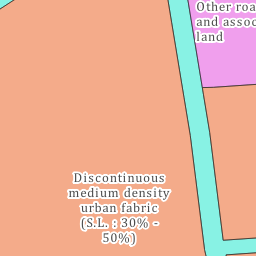 Other roa
and assoc
land
Discontinuous
medium density
urban fabric
(S.L. : 30% -
50%)